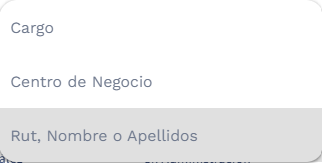 Cargo
Centro de Negocio
Rut, Nombre o Apellidos